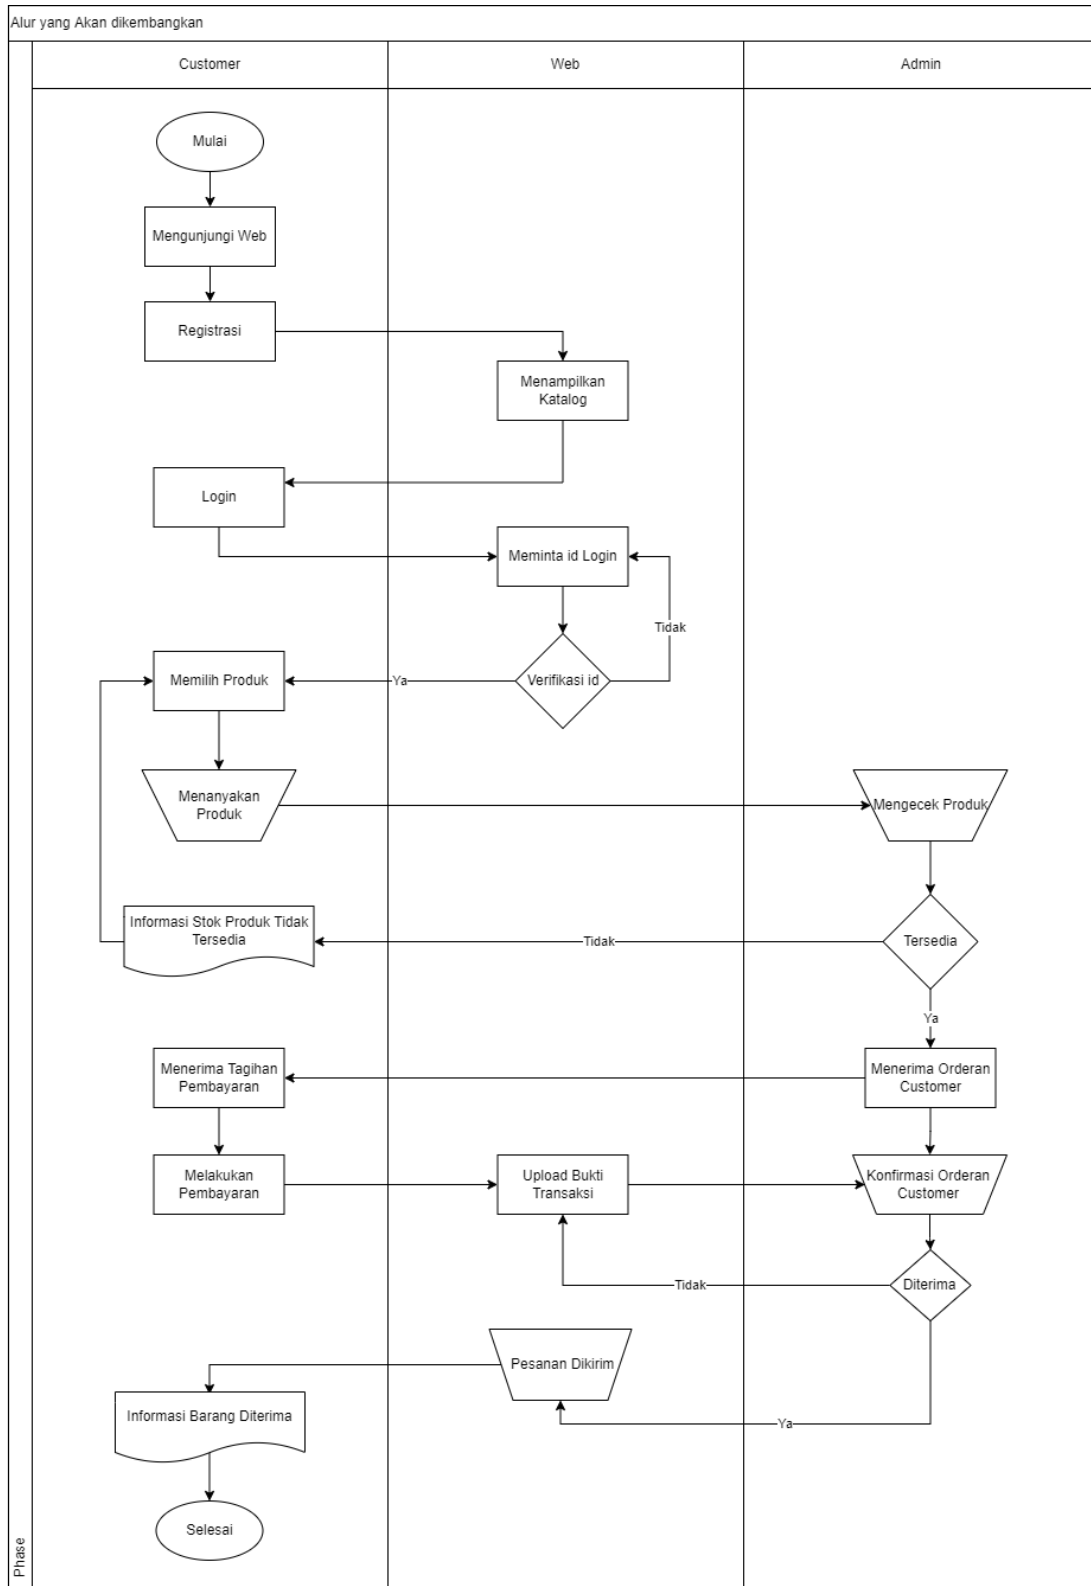 Alur yang Akan dikembangkan
Customer
Web
Admin
Mulai
Mengunjungi Web
Registrasi
Menampilkan
Katalog
Login
Meminta id Login
Tidak
Memilih Produk
Ya
Verifikasi id
Menanyakan
Produk
Mengecek Produk
Informasi Stok Produk Tidak
Tersedia
Tidak
Tersedia
Ya
Menerima Tagihan
Pembayaran
Menerima Orderan
Customer
Melakukan
Pembayaran
Upload Bukti
Transaksi
Konfirmasi Orderan
Customer
Tidak
Diterima
Pesanan Dikirim
Informasi Barang Diterima
Ya
Selesai
Phase